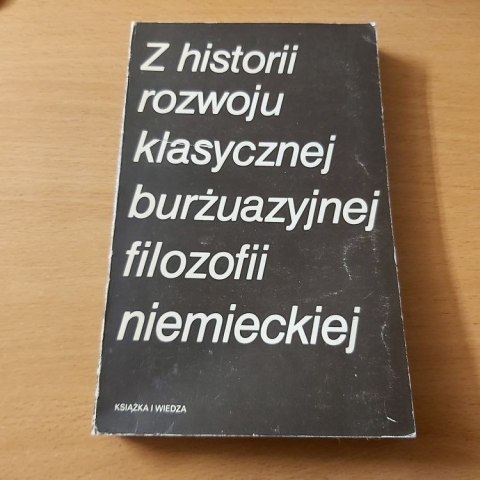 Z historii
rozwoju
klasycznej
burżuazyjnej
filozofii
niemieckiej
KSIĄŻKA I WIEDZA